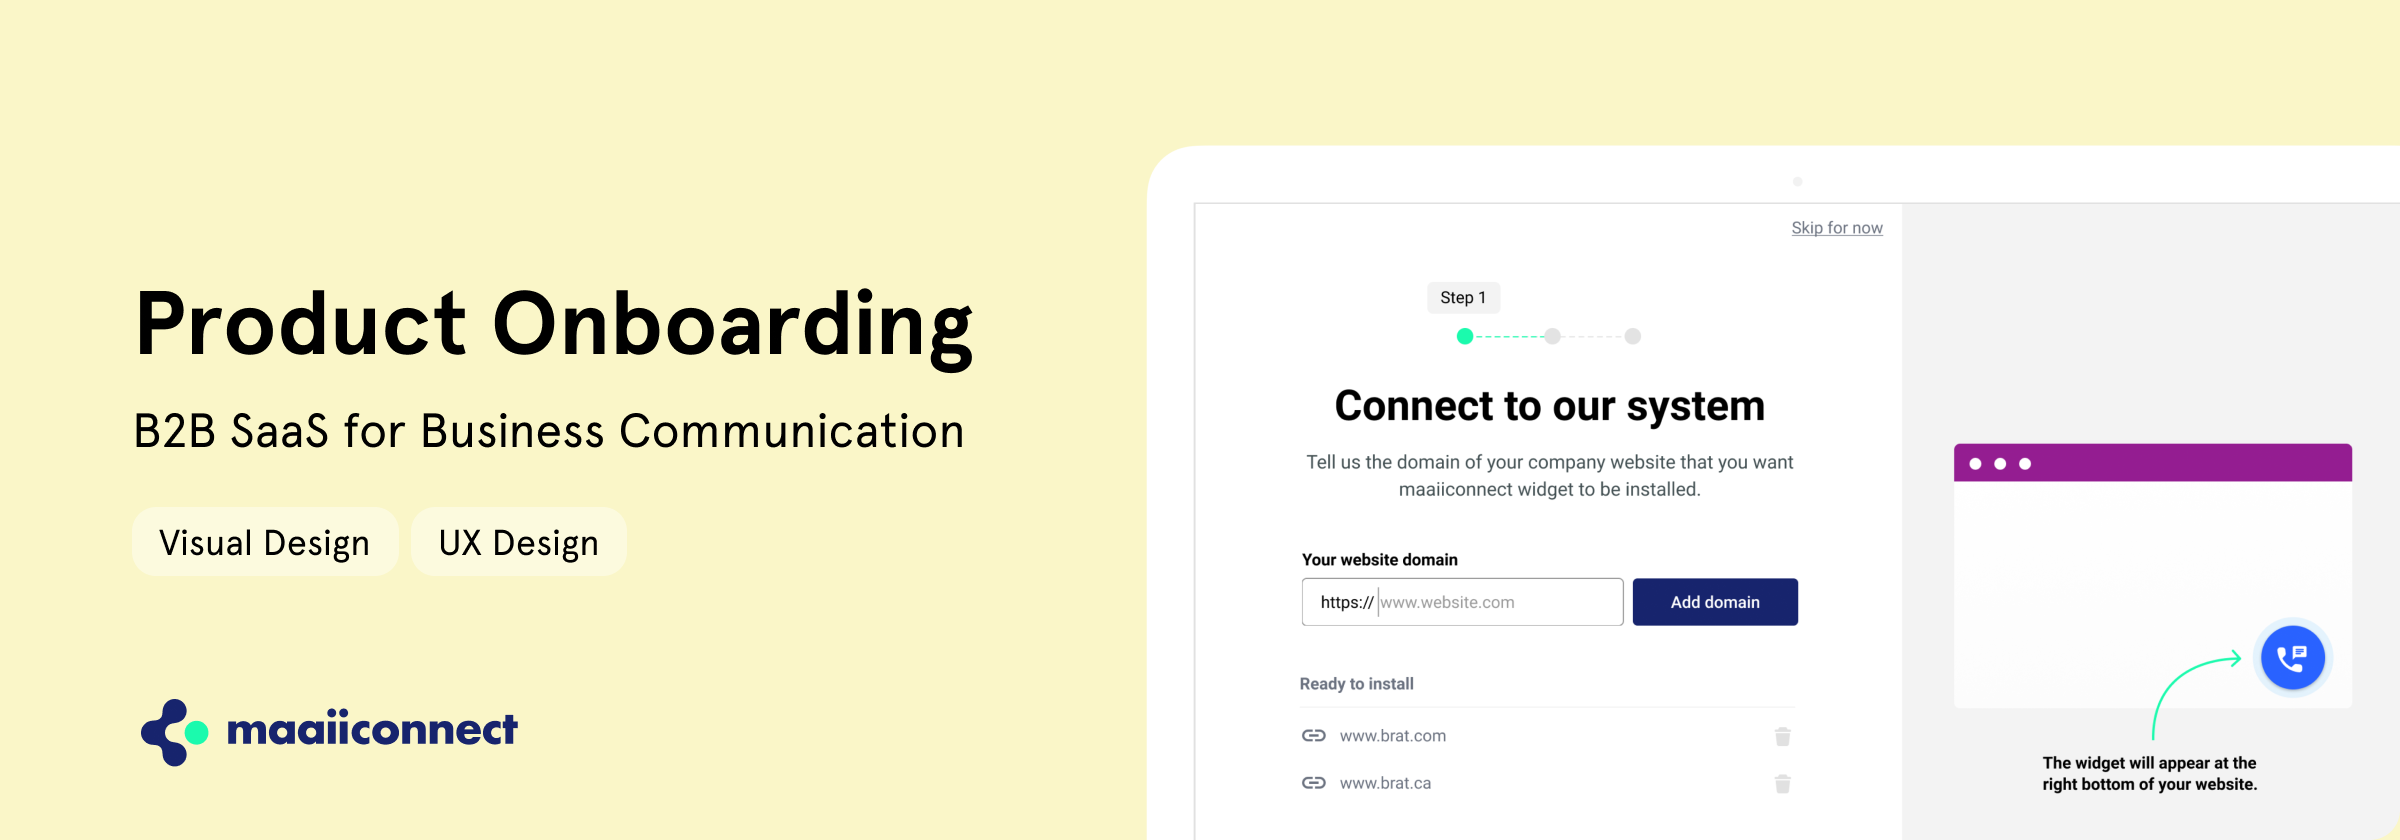 Product Onboarding
B2B SaaS for Business Communication
Visual Design
UX Design
maaiiconnect
Skip for now
Step 1
Connect to our system
Tell us the domain of your company website that you want
maaiiconnect widget to be installed.
Your website domain
https:// www.website.com
Add domain
Ready to install
www.brat.com
www.brat.ca
The widget will appear at the
right bottom of your website.